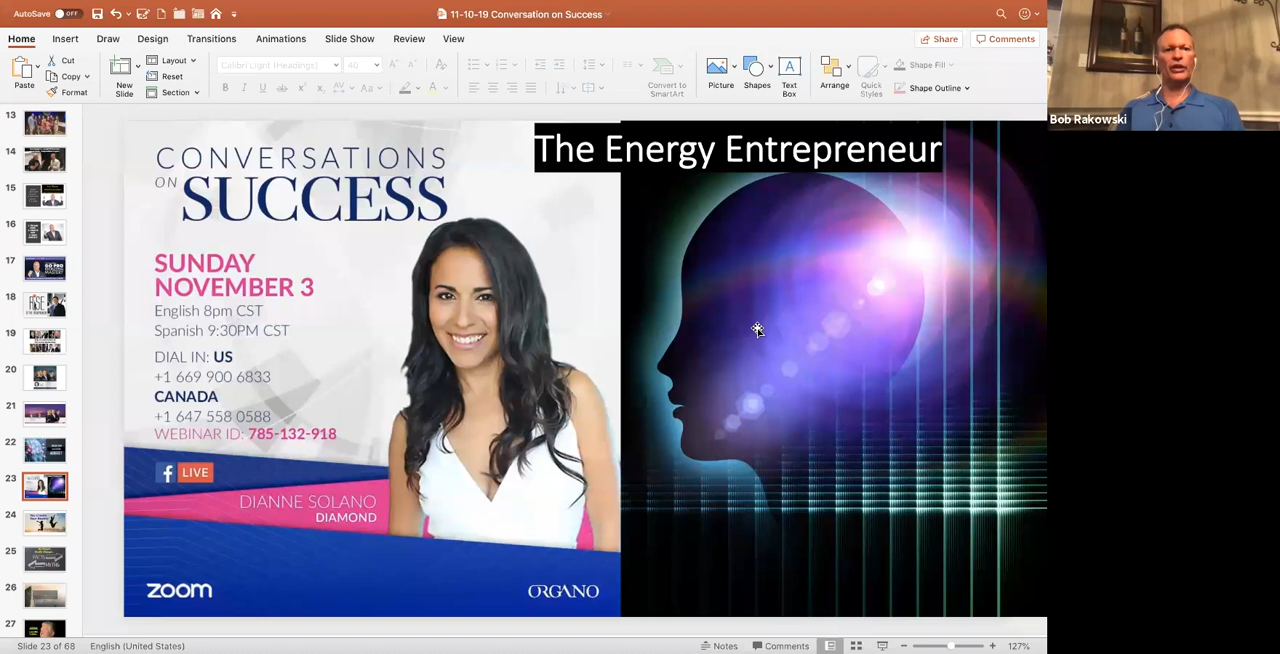 AutoSave OFF
11-10-19 Conversation on Success
Home Insert Draw Design Transitions Animations Slide Show Review View
Share Comments
Paste
Cut
Copy
Format
New
Slide
Layout
Reset
Section
Calibri Light (Headings) 40
Convert to
SmartArt
Picture
Shapes
Text
Box
Arrange
Quick
Styles
Shape Fill
Shape Outline
Bob Rakowski
13
14
15
16
17
18
19
20
21
22
23
24
25
26
27
CONVERSATIONS
ON SUCCESS
SUNDAY
NOVEMBER 3
English 8pm CST
Spanish 9:30PM CST
DIAL IN: US
+1 669 900 6833
CANADA
+1 647 558 0588
WEBINAR ID: 785-132-918
f LIVE
DIANNE SOLANO
DIAMOND
zoom
ORGANO
The Energy Entrepreneur
Slide 23 of 68 English (United States)
Notes Comments 127%